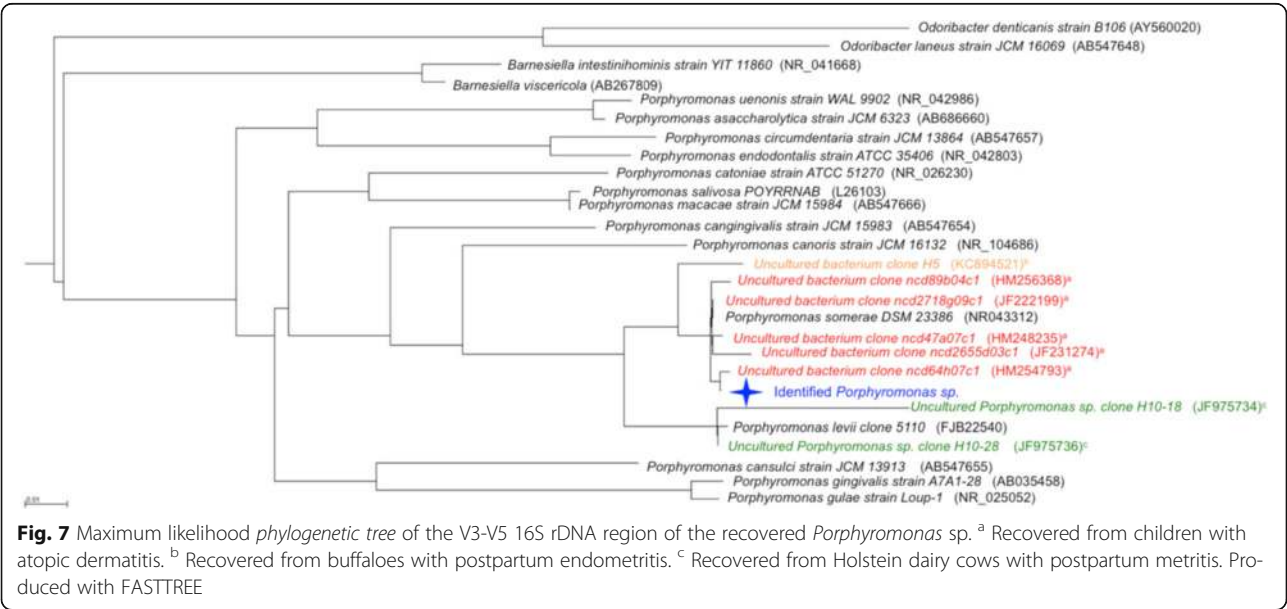 Odoribacter denticanis strain B106 (AY560020)
Odoribacter laneus strain JCM 16069 (AB547648)
Barnesiella intestinihominis strain YIT 11860 (NR_041668)
Barnesiella viscericola (AB267809)
Porphyromonas uenonis strain WAL 9902 (NR_042986)
Porphyromonas asaccharolytica strain JCM 6323 (AB686660)
Porphyromonas circumdentaria strain JCM 13864 (AB547657)
Porphyromonas endodontalis strain ATCC 35406 (NR_042803)
Porphyromonas catoniae strain ATCC 51270 (NR_026230)
Porphyromonas salivosa POYRRNAB (L26103)
Porphyromonas macacae strain JCM 15984 (AB547666)
Porphyromonas cangingivalis strain JCM 15983 (AB547654)
Porphyromonas canoris strain JCM 16132 (NR_104686)
Uncultured bacterium clone H5 (KC894521)ᵇ
Uncultured bacterium clone ncd89b04c1 (HM256368)ᵃ
Uncultured bacterium clone ncd2718g09c1 (JF222199)ᵃ
Porphyromonas somerae DSM 23386 (NR043312)
Uncultured bacterium clone ncd47a07c1 (HM248235)ᵃ
Uncultured bacterium clone ncd2655d03c1 (JF231274)ᵃ
Uncultured bacterium clone ncd64h07c1 (HM254793)ᵃ
Identified Porphyromonas sp.
Uncultured Porphyromonas sp. clone H10-18 (JF975734)ᶜ
Porphyromonas levii clone 5110 (FJB22540)
Uncultured Porphyromonas sp. clone H10-28 (JF975736)ᶜ
Porphyromonas cansulci strain JCM 13913 (AB547655)
Porphyromonas gingivalis strain A7A1-28 (AB035458)
Porphyromonas gulae strain Loup-1 (NR_025052)
0.01
Fig. 7 Maximum likelihood phylogenetic tree of the V3-V5 16S rDNA region of the recovered Porphyromonas sp. ᵃ Recovered from children with
atopic dermatitis. ᵇ Recovered from buffaloes with postpartum endometritis. ᶜ Recovered from Holstein dairy cows with postpartum metritis. Pro-
duced with FASTTREE